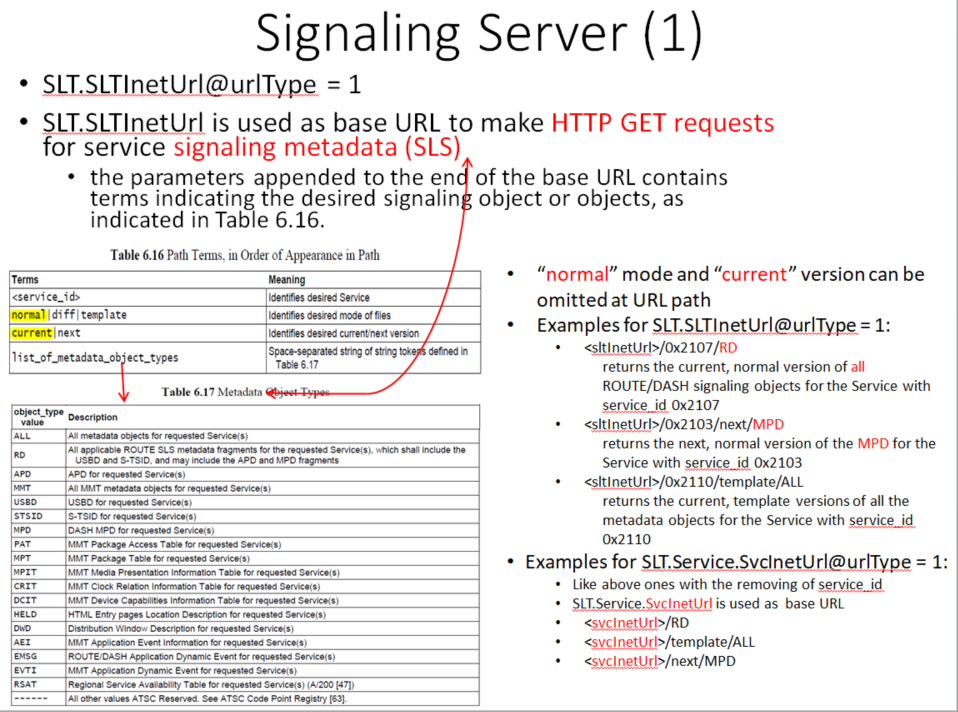 Signaling Server (1)
• SLT.SLTInetUrl@urlType = 1
• SLT.SLTInetUrl is used as base URL to make HTTP GET requests
for service signaling metadata (SLS)
• the parameters appended to the end of the base URL contains
terms indicating the desired signaling object or objects, as
indicated in Table 6.16.
Table 6.16 Path Terms, in Order of Appearance in Path
Terms Meaning
<service_id> Identifies desired Service
normal|diff|template Identifies desired mode of files
current|next Identifies desired current/next version
list_of_metadata_object_types Space-separated string of string tokens defined in
Table 6.17
Table 6.17 Metadata Object Types
object_type
value Description
ALL All metadata objects for requested Service(s)
RD All applicable ROUTE SLS metadata fragments for the requested Service(s), which shall include the
USBD and S-TSID, and may include the APD and MPD fragments
APD APD for requested Service(s)
MMT All MMT metadata objects for requested Service(s)
USBD USBD for requested Service(s)
STSID S-TSID for requested Service(s)
MPD DASH MPD for requested Service(s)
PAT MMT Package Access Table for requested Service(s)
MPT MMT Package Table for requested Service(s)
MPIT MMT Media Presentation Information Table for requested Service(s)
CRIT MMT Clock Relation Information Table for requested Service(s)
DCIT MMT Device Capabilities Information Table for requested Service(s)
HELD HTML Entry pages Location Description for requested Service(s)
DWD Distribution Window Description for requested Service(s)
AEI MMT Application Event Information for requested Service(s)
EMSG ROUTE/DASH Application Dynamic Event for requested Service(s)
EVTI MMT Application Dynamic Event for requested Service(s)
RSAT Regional Service Availability Table for requested Service(s) (A/200 [47])
------ All other values ATSC Reserved. See ATSC Code Point Registry [63].
• “normal” mode and “current” version can be
omitted at URL path
• Examples for SLT.SLTInetUrl@urlType = 1:
• <sltInetUrl>/0x2107/RD
returns the current, normal version of all
ROUTE/DASH signaling objects for the Service with
service_id 0x2107
• <sltInetUrl>/0x2103/next/MPD
returns the next, normal version of the MPD for the
Service with service_id 0x2103
• <sltInetUrl>/0x2110/template/ALL
returns the current, template versions of all the
metadata objects for the Service with service_id
0x2110
• Examples for SLT.Service.SvcInetUrl@urlType = 1:
• Like above ones with the removing of service_id
• SLT.Service.SvcInetUrl is used as base URL
• <svcInetUrl>/RD
• <svcInetUrl>/template/ALL
• <svcInetUrl>/next/MPD